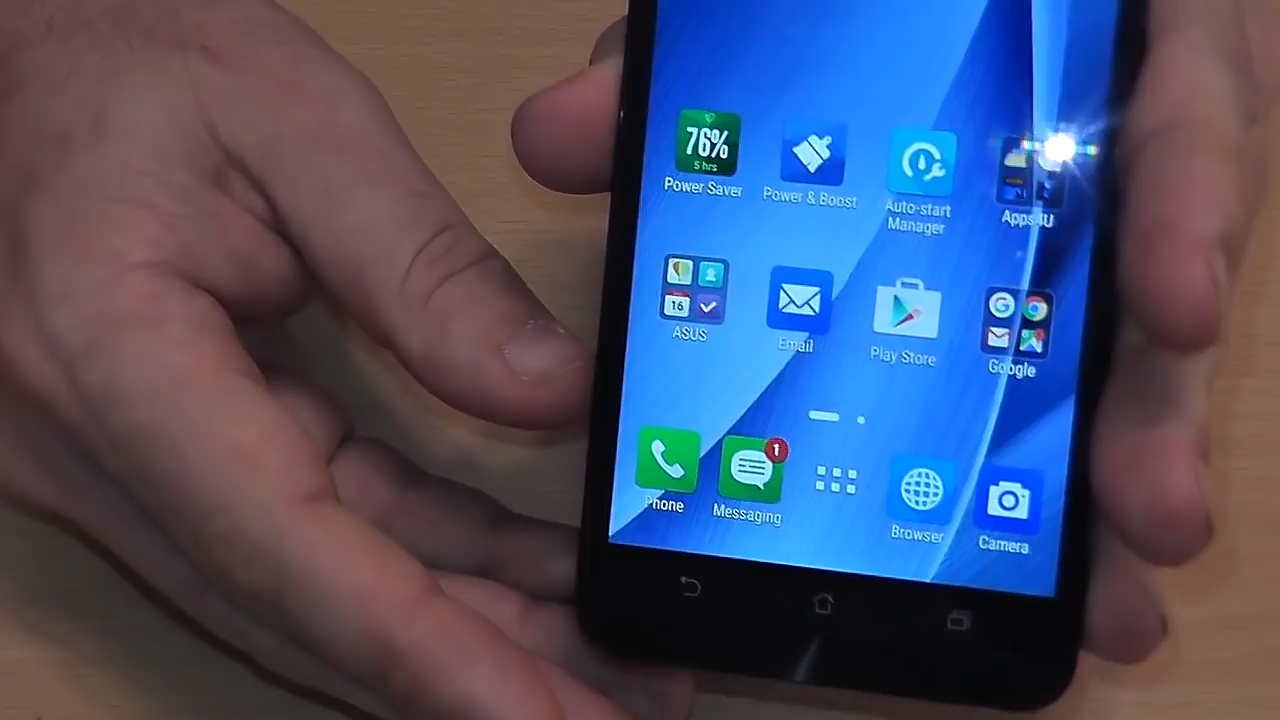 76%
5 hrs
Power Saver
Power & Boost
Auto-start
Manager
Apps4U
16
ASUS
Email
Play Store
G
Google
1
Phone
Messaging
Browser
Camera